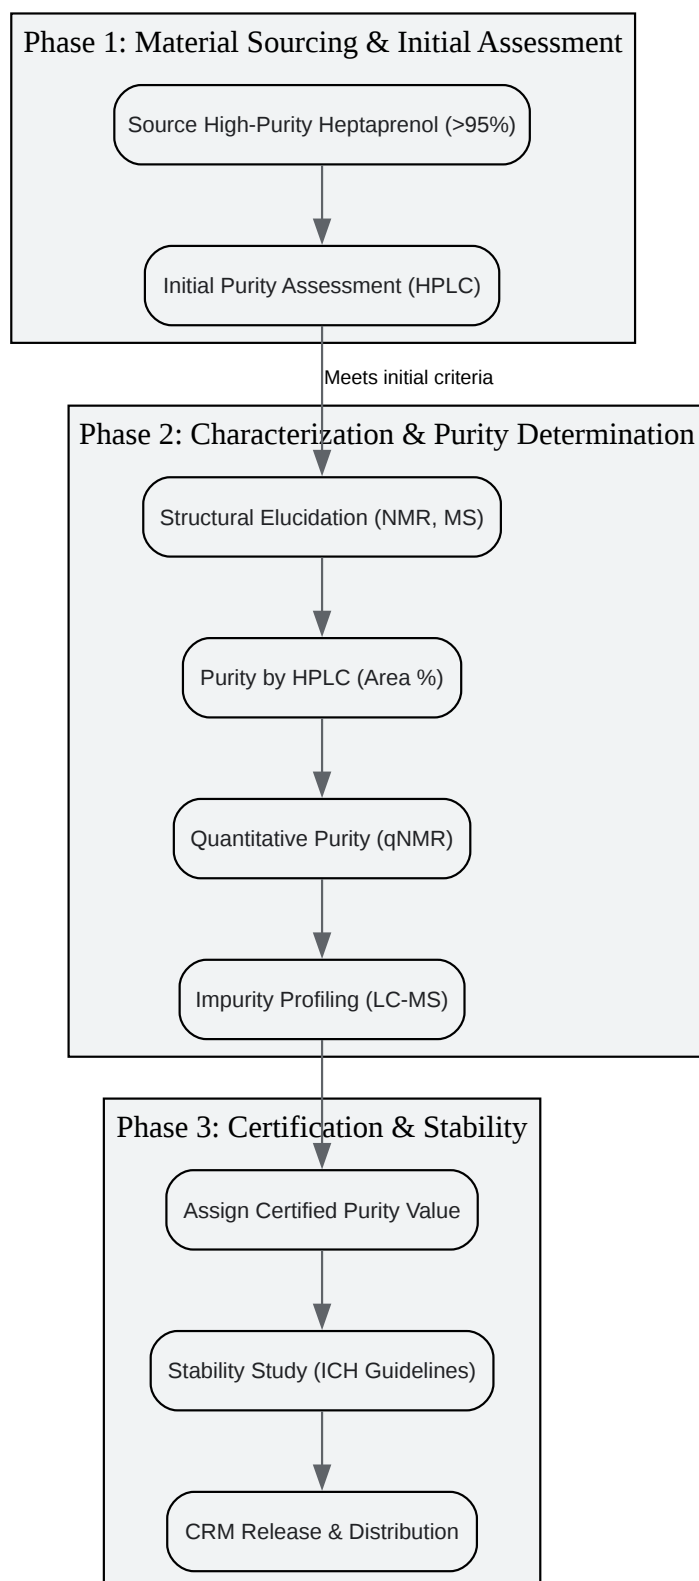 Phase 1: Material Sourcing & Initial Assessment
Source High-Purity Heptaprenol (>95%)
Initial Purity Assessment (HPLC)
Meets initial criteria
Phase 2: Characterization & Purity Determination
Structural Elucidation (NMR, MS)
Purity by HPLC (Area %)
Quantitative Purity (qNMR)
Impurity Profiling (LC-MS)
Phase 3: Certification & Stability
Assign Certified Purity Value
Stability Study (ICH Guidelines)
CRM Release & Distribution